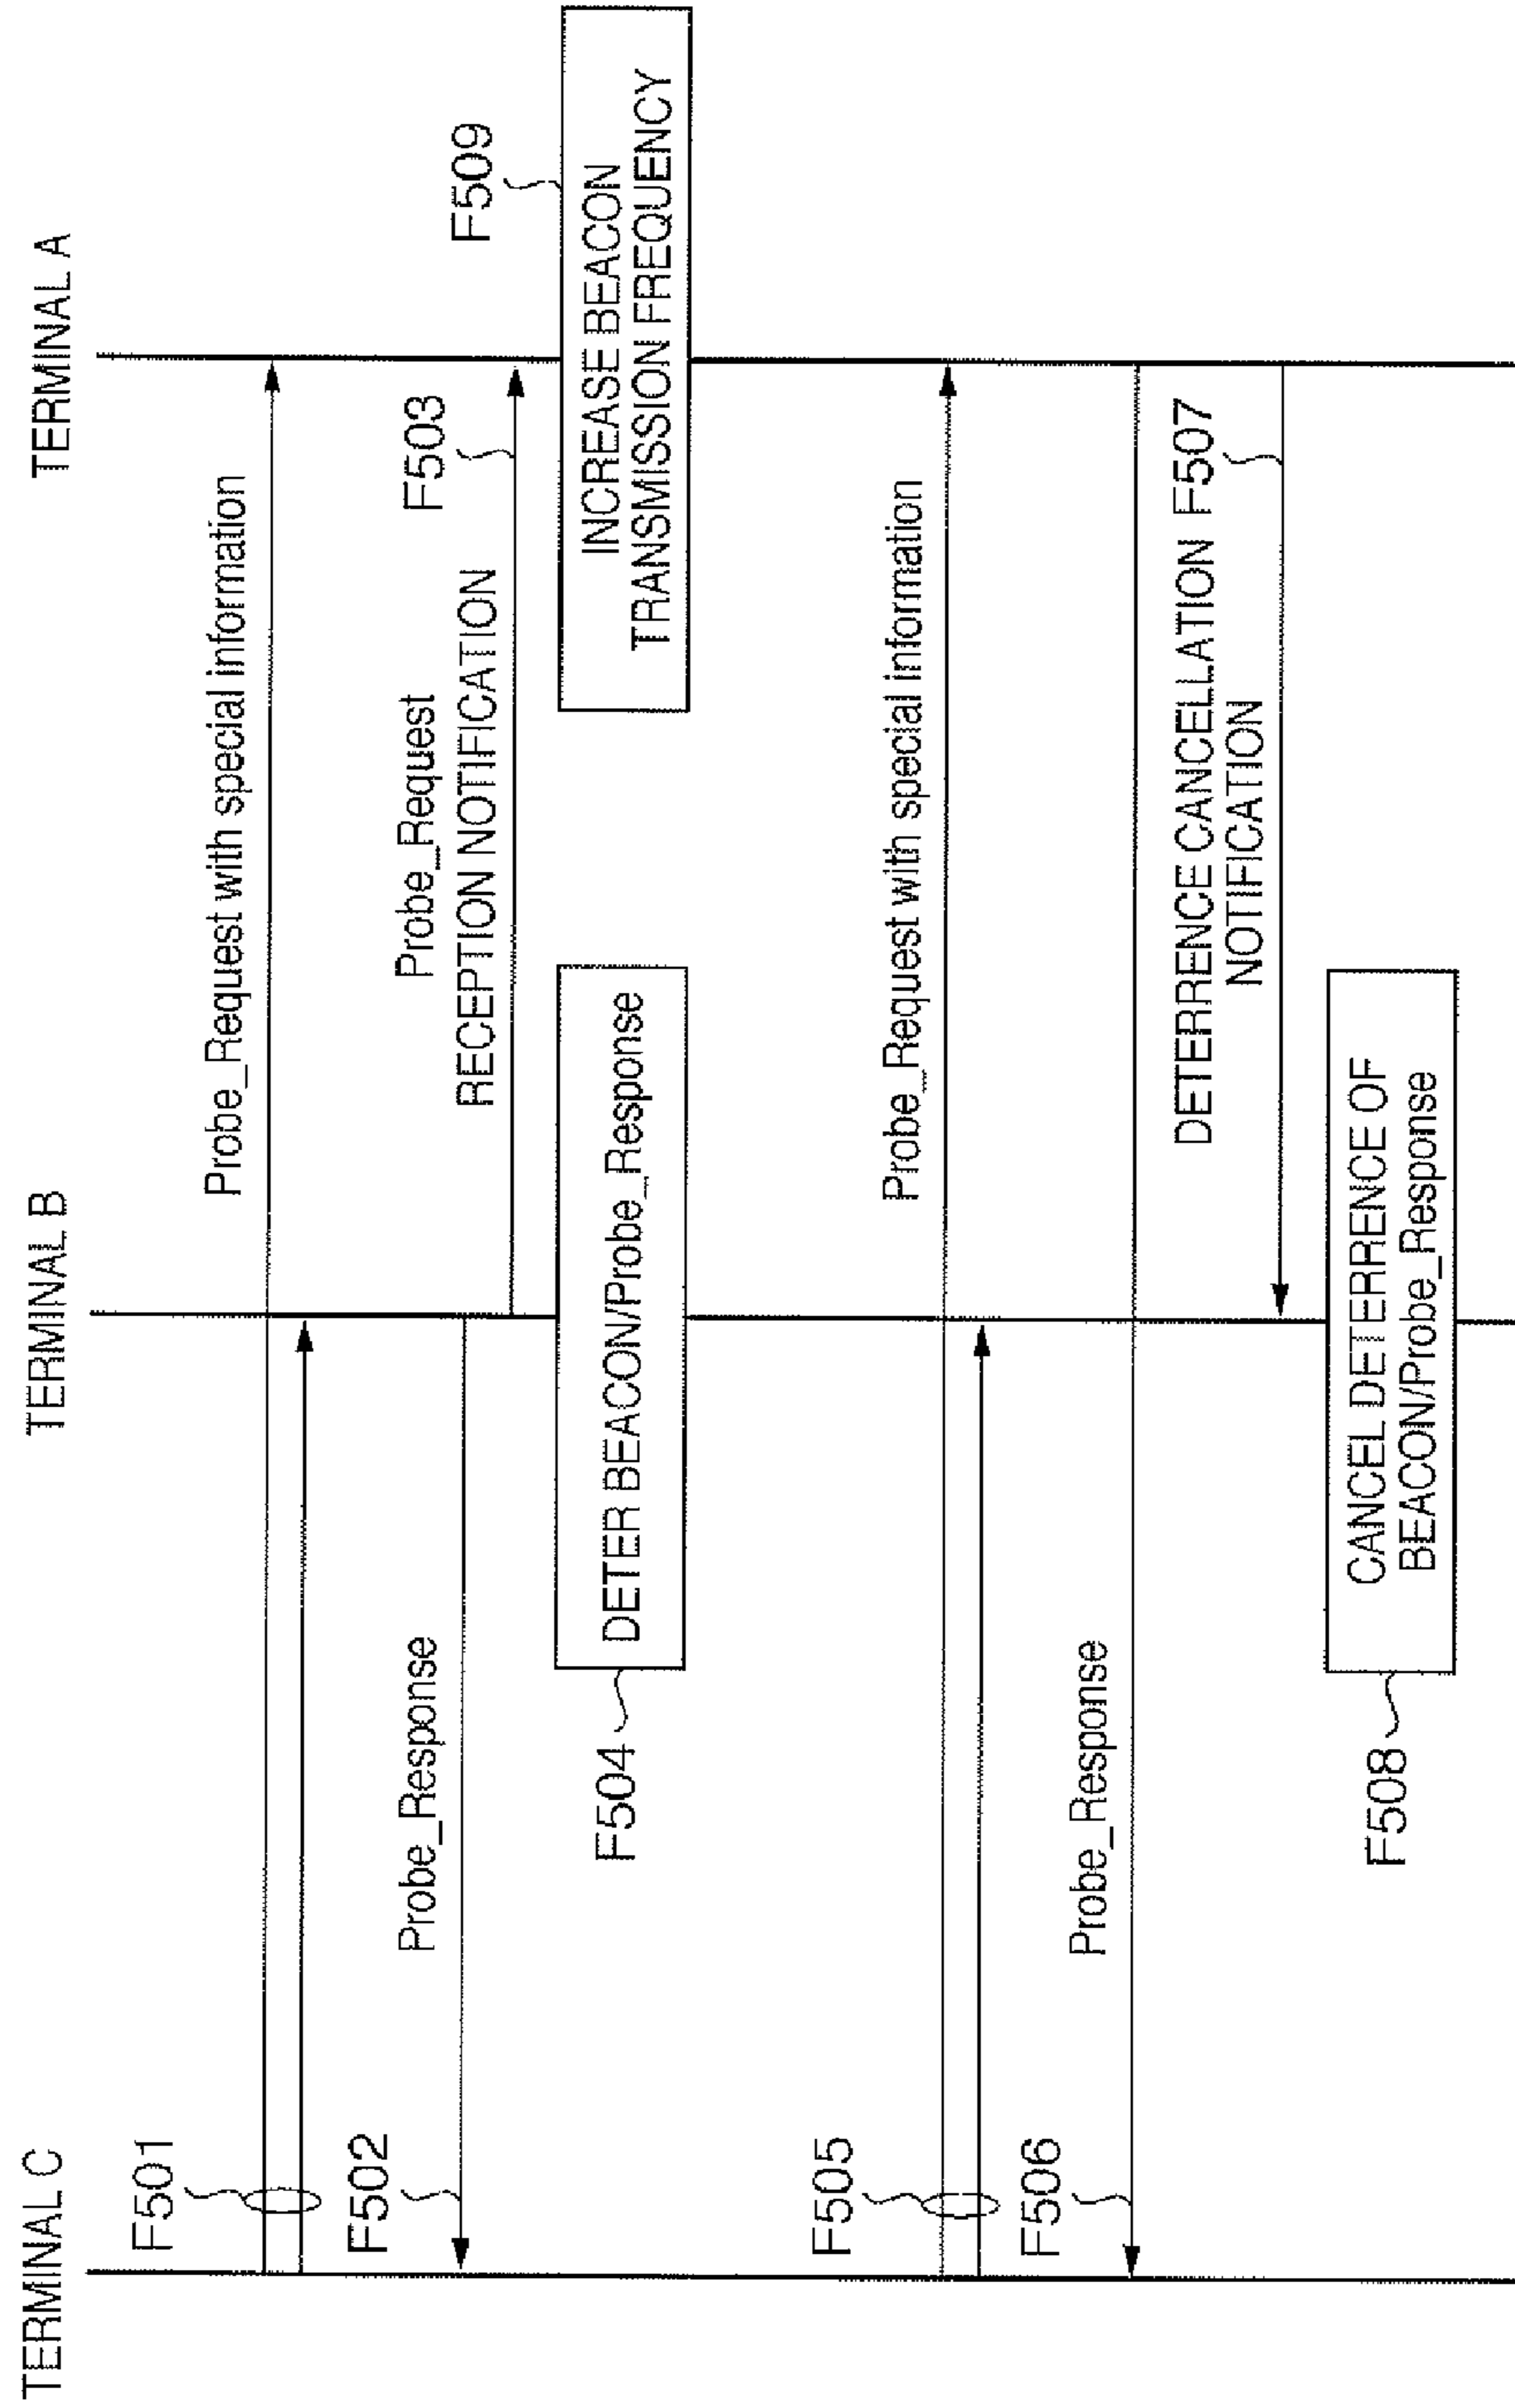 TERMINAL C
TERMINAL B
TERMINAL A
F501
Probe_Request with special information
F502
Probe_Response
Probe_Request
RECEPTION NOTIFICATION
F503
F504
DETER BEACON/Probe_Response
F509
INCREASE BEACON
TRANSMISSION FREQUENCY
F505
Probe_Request with special information
F506
Probe_Response
DETERRENCE CANCELLATION
NOTIFICATION
F507
F508
CANCEL DETERRENCE OF
BEACON/Probe_Response